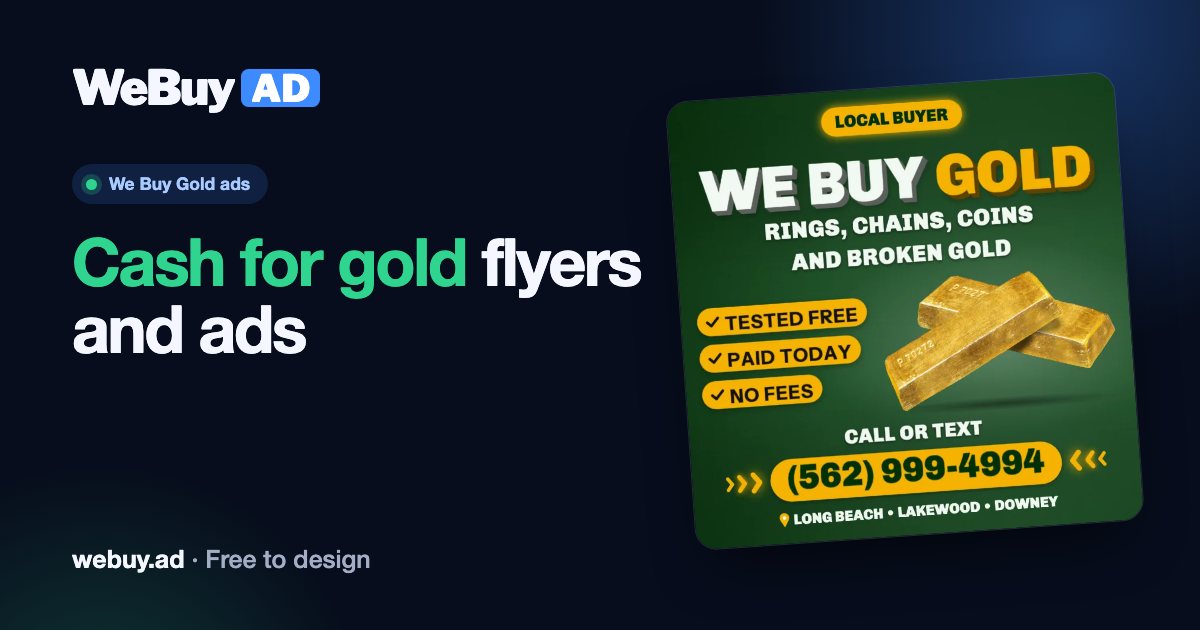 WeBuy AD
We Buy Gold ads
Cash for gold flyers
and ads
webuy.ad · Free to design
LOCAL BUYER
WE BUY GOLD
RINGS, CHAINS, COINS
AND BROKEN GOLD
TESTED FREE
PAID TODAY
NO FEES
P 70272
CALL OR TEXT
(562) 999-4994
LONG BEACH • LAKEWOOD • DOWNEY